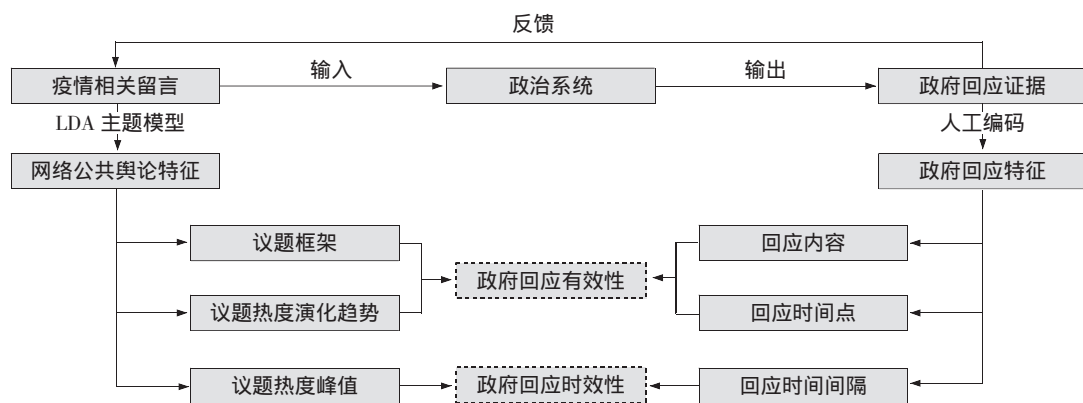 反馈
疫情相关留言
输入
政治系统
输出
政府回应证据
LDA 主题模型
人工编码
网络公共舆论特征
政府回应特征
议题框架
回应内容
政府回应有效性
议题热度演化趋势
回应时间点
议题热度峰值
政府回应时效性
回应时间间隔